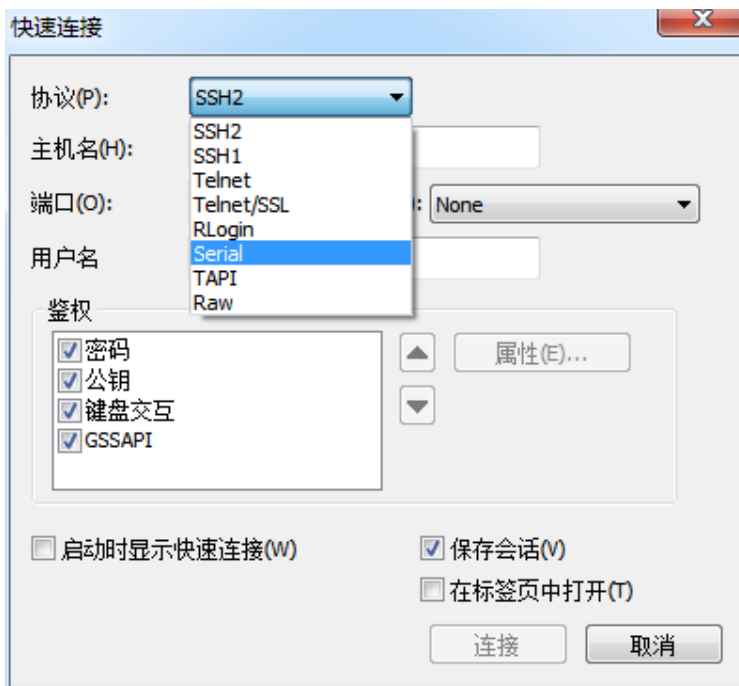 快速连接
协议(P):
SSH2
SSH2
主机名(H):
SSH1
Telnet
端口(O):
Telnet/SSL
: None
RLogin
用户名
Serial
TAPI
Raw
鉴权
密码
属性(E)...
公钥
键盘交互
GSSAPI
启动时显示快速连接(W)
保存会话(V)
在标签页中打开(T)
连接
取消